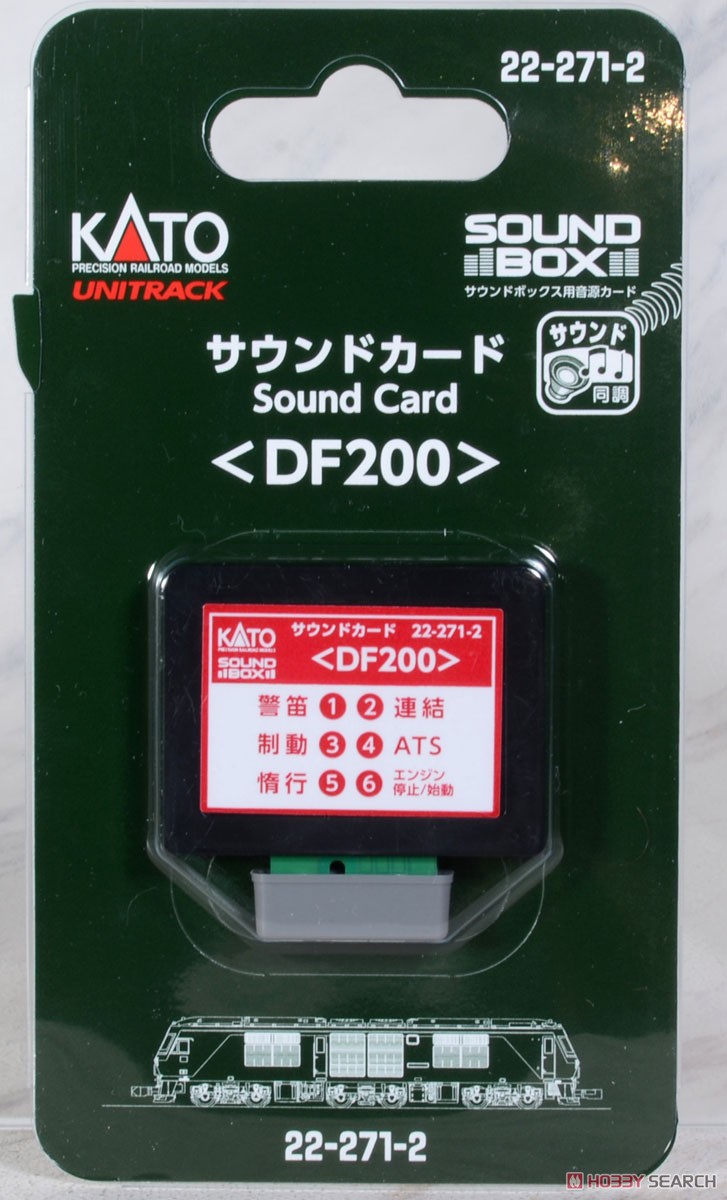 22-271-2
KATO
PRECISION RAILROAD MODELS
UNITRACK
SOUND
BOX
サウンドボックス用音源カード
サウンドカード
Sound Card
<DF200>
サウンド
同調
KATO
PRECISION RAILROAD MODELS
SOUND
BOX
サウンドカード 22-271-2
<DF200>
警笛 1 2 連結
制動 3 4 ATS
惰行 5 6 エンジン
停止/始動
22-271-2
HOBBY SEARCH